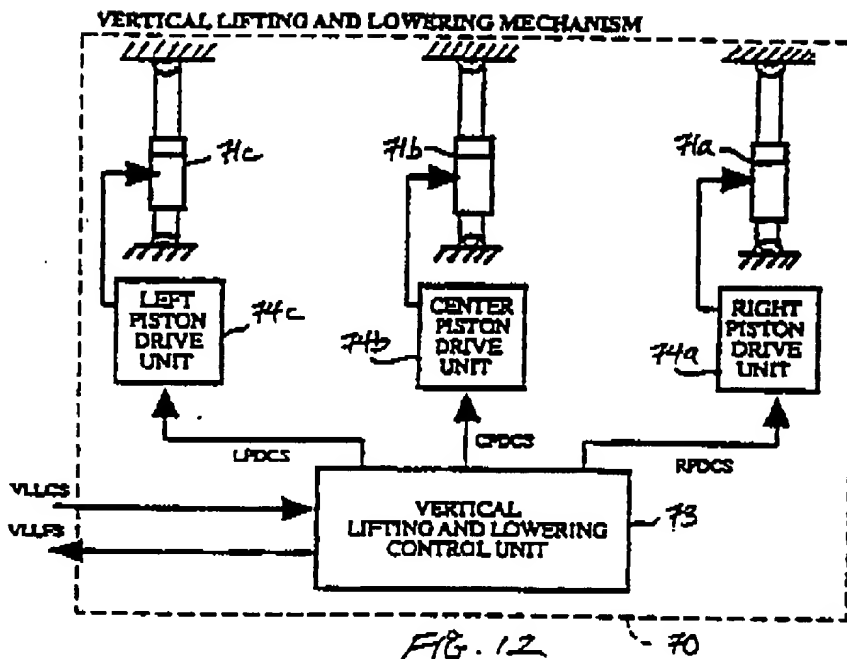 VERTICAL LIFTING AND LOWERING MECHANISM
71c
71b
71a
LEFT
PISTON
DRIVE
UNIT
74c
CENTER
PISTON
DRIVE
UNIT
74b
RIGHT
PISTON
DRIVE
UNIT
74a
LPDCS
CPDCS
RPDCS
VLLCS
VLLFS
VERTICAL
LIFTING AND LOWERING
CONTROL UNIT
73
FIG. 12
70